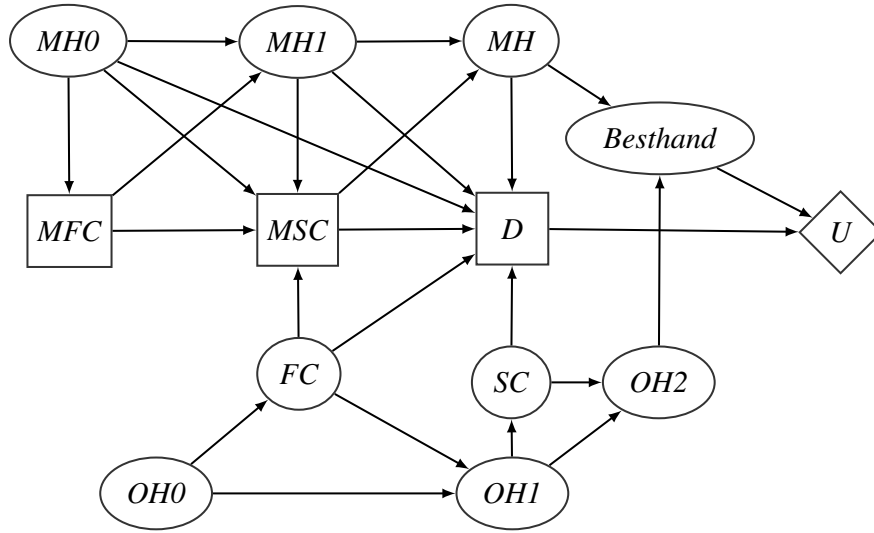 MH0 MH1 MH
Besthand
MFC MSC D U
FC SC OH2
OH0 OH1